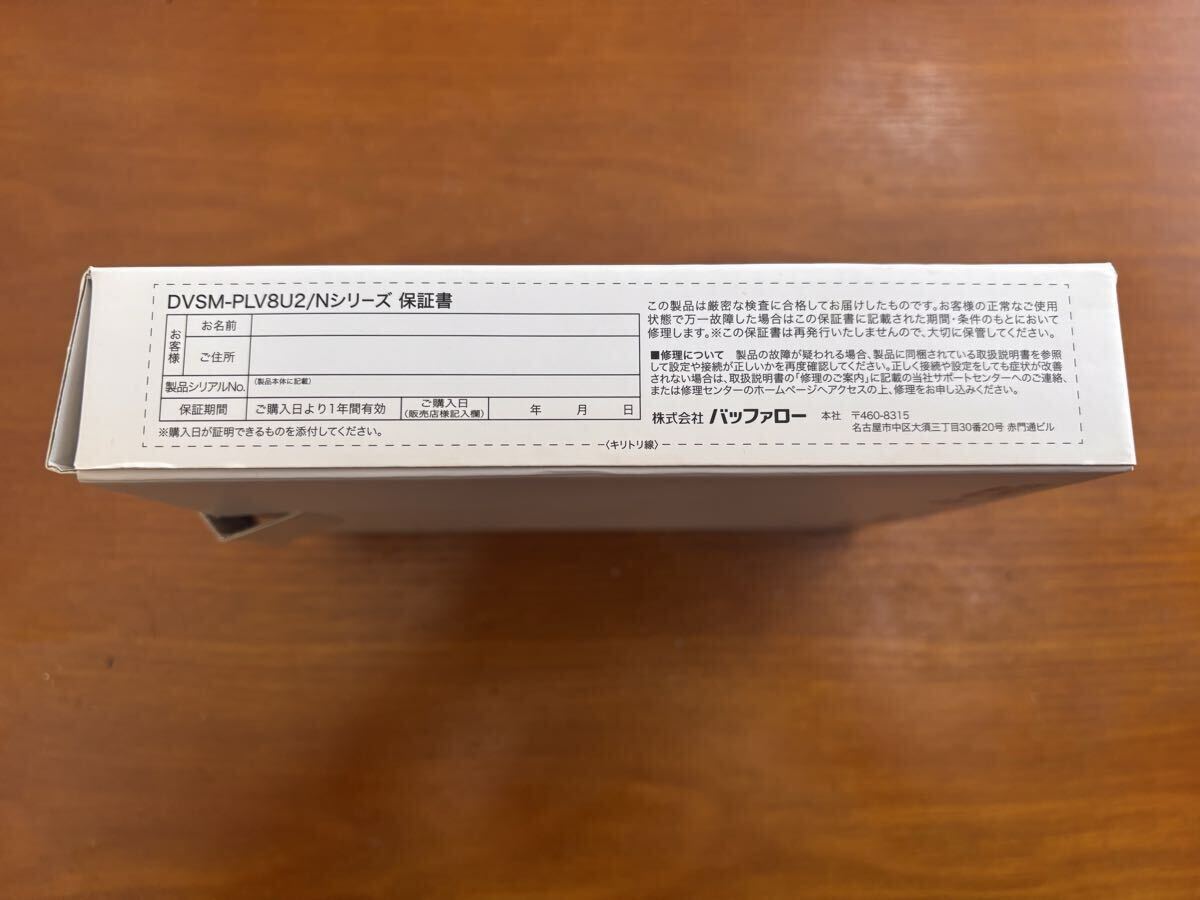 DVSM-PLV8U2/Nシリーズ 保証書
お客様
お名前
ご住所
製品シリアルNo. (製品本体に記載)
保証期間 ご購入日より1年間有効 ご購入日 (販売店様記入欄) 年 月 日
※購入日が証明できるものを添付してください。
この製品は厳密な検査に合格してお届けしたものです。お客様の正常なご使用
状態で万一故障した場合はこの保証書に記載された期間・条件のもとにおいて
修理します。※この保証書は再発行いたしませんので、大切に保管してください。
■修理について 製品の故障が疑われる場合、製品に同梱されている取扱説明書を参照
して設定や接続が正しいかを再度確認してください。正しく接続や設定をしても症状が改善
されない場合は、取扱説明書の「修理のご案内」に記載の当社サポートセンターへのご連絡、
または修理センターのホームページへアクセスの上、修理をお申し込みください。
株式会社 バッファロー 本社 〒460-8315
名古屋市中区大須三丁目30番20号 赤門通ビル
〈キリトリ線〉